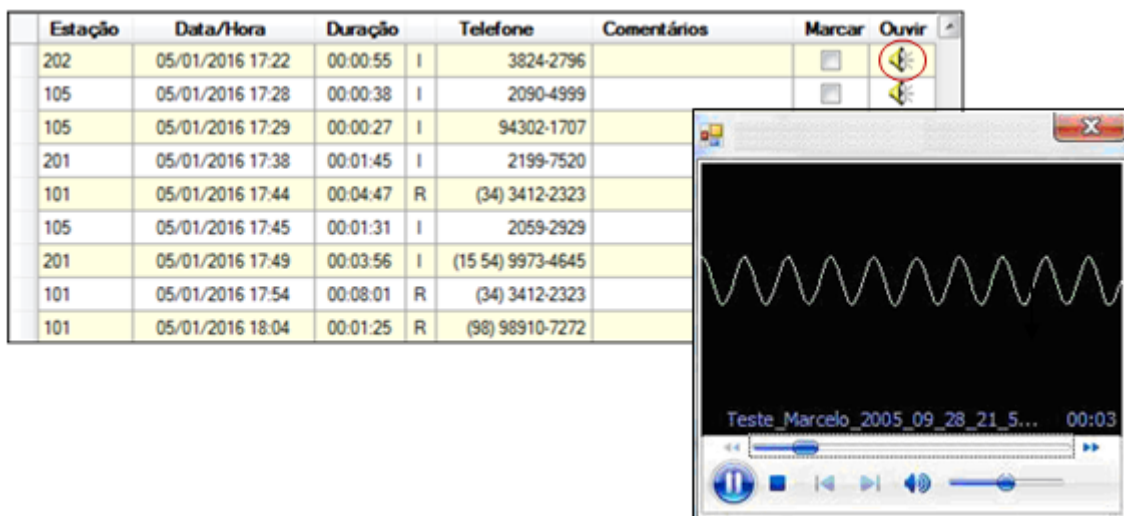 Estação Data/Hora Duração Telefone Comentários Marcar Ouvir
202 05/01/2016 17:22 00:00:55 I 3824-2796
105 05/01/2016 17:28 00:00:38 I 2090-4999
105 05/01/2016 17:29 00:00:27 I 94302-1707
201 05/01/2016 17:38 00:01:45 I 2199-7520
101 05/01/2016 17:44 00:04:47 R (34) 3412-2323
105 05/01/2016 17:45 00:01:31 I 2059-2929
201 05/01/2016 17:49 00:03:56 I (15 54) 9973-4645
101 05/01/2016 17:54 00:08:01 R (34) 3412-2323
101 05/01/2016 18:04 00:01:25 R (98) 98910-7272
Teste_Marcelo_2005_09_28_21_5... 00:03